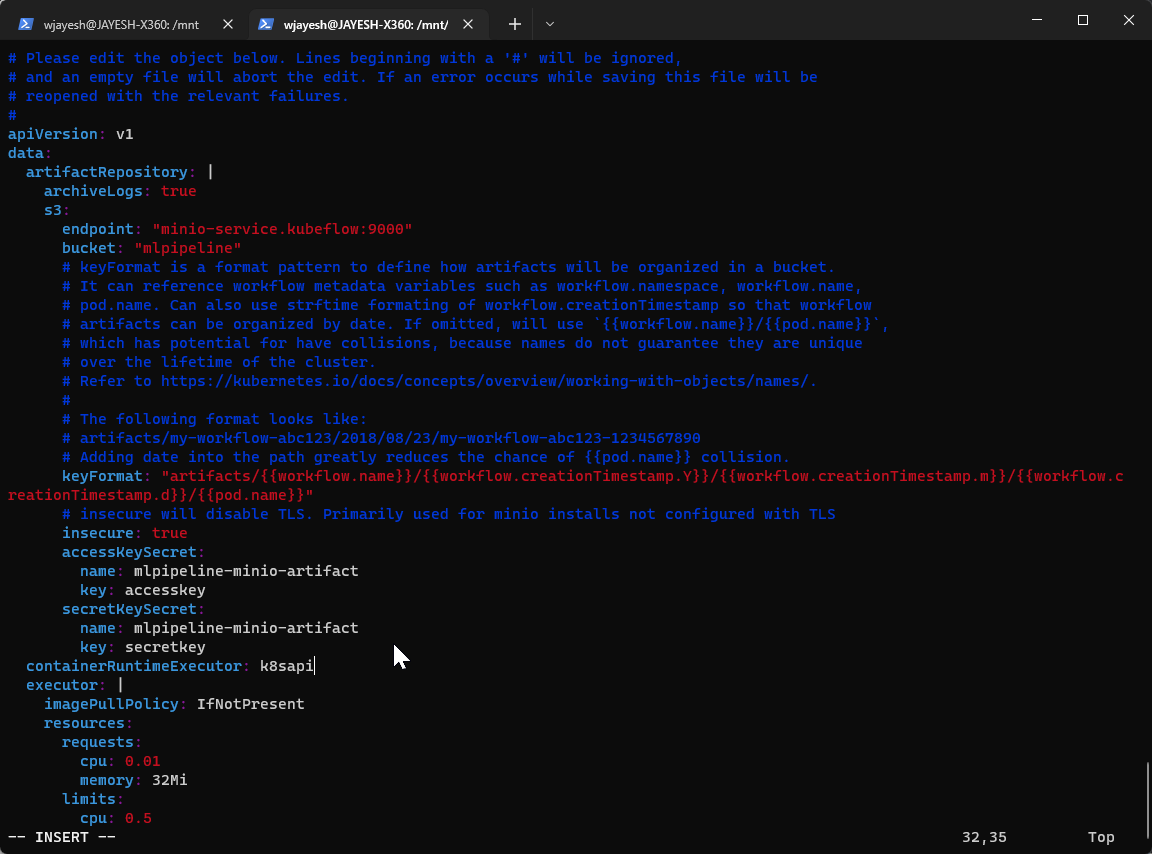 wjayesh@JAYESH-X360: /mnt
wjayesh@JAYESH-X360: /mnt/
# Please edit the object below. Lines beginning with a '#' will be ignored,
# and an empty file will abort the edit. If an error occurs while saving this file will be
# reopened with the relevant failures.
#
apiVersion: v1
data:
  artifactRepository: |
    archiveLogs: true
    s3:
      endpoint: "minio-service.kubeflow:9000"
      bucket: "mlpipeline"
      # keyFormat is a format pattern to define how artifacts will be organized in a bucket.
      # It can reference workflow metadata variables such as workflow.namespace, workflow.name,
      # pod.name. Can also use strftime formating of workflow.creationTimestamp so that workflow
      # artifacts can be organized by date. If omitted, will use `{{workflow.name}}/{{pod.name}}`,
      # which has potential for have collisions, because names do not guarantee they are unique
      # over the lifetime of the cluster.
      # Refer to https://kubernetes.io/docs/concepts/overview/working-with-objects/names/.
      #
      # The following format looks like:
      # artifacts/my-workflow-abc123/2018/08/23/my-workflow-abc123-1234567890
      # Adding date into the path greatly reduces the chance of {{pod.name}} collision.
      keyFormat: "artifacts/{{workflow.name}}/{{workflow.creationTimestamp.Y}}/{{workflow.creationTimestamp.m}}/{{workflow.c
reationTimestamp.d}}/{{pod.name}}"
      # insecure will disable TLS. Primarily used for minio installs not configured with TLS
      insecure: true
      accessKeySecret:
        name: mlpipeline-minio-artifact
        key: accesskey
      secretKeySecret:
        name: mlpipeline-minio-artifact
        key: secretkey
  containerRuntimeExecutor: k8sapi
  executor: |
    imagePullPolicy: IfNotPresent
    resources:
      requests:
        cpu: 0.01
        memory: 32Mi
      limits:
        cpu: 0.5
-- INSERT -- 32,35 Top